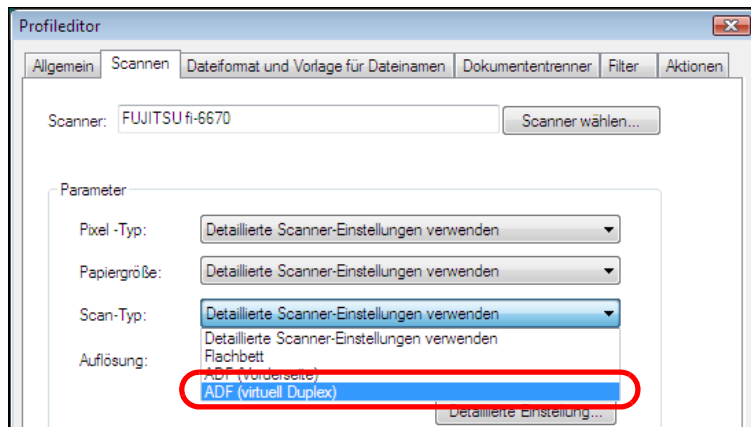 Profileditor
Allgemein Scannen Dateiformat und Vorlage für Dateinamen Dokumententrenner Filter Aktionen
Scanner: FUJITSU fi-6670 Scanner wählen...
Parameter
Pixel -Typ: Detaillierte Scanner-Einstellungen verwenden
Papiergröße: Detaillierte Scanner-Einstellungen verwenden
Scan-Typ: Detaillierte Scanner-Einstellungen verwenden
Detaillierte Scanner-Einstellungen verwenden
Auflösung: Flachbett
ADF (Vorderseite)
ADF (virtuell Duplex)
Detaillierte Einstellung...